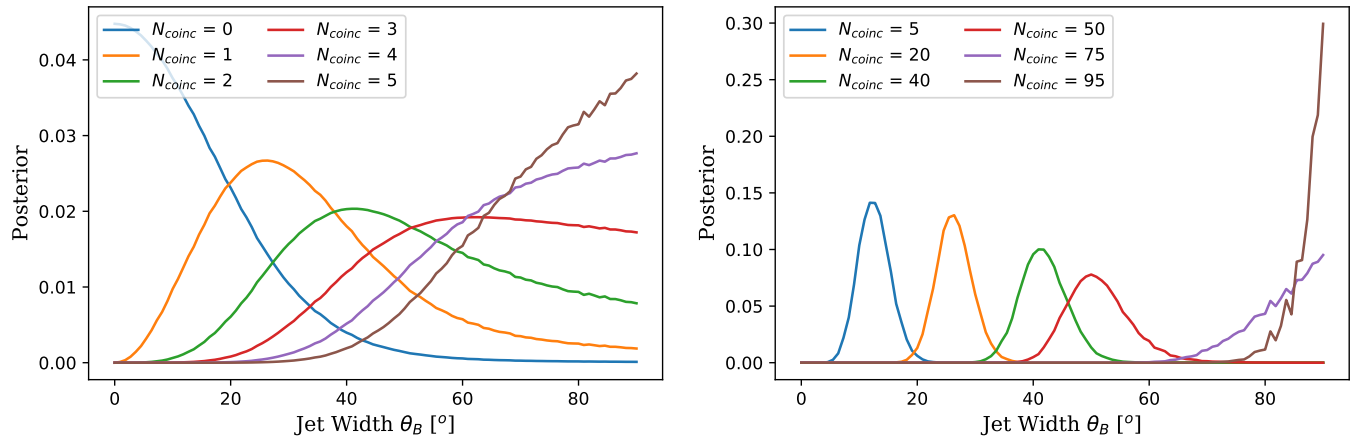 N_coinc = 0
N_coinc = 1
N_coinc = 2
N_coinc = 3
N_coinc = 4
N_coinc = 5
0.04
0.03
0.02
0.01
0.00
Posterior
0
20
40
60
80
Jet Width θ_B [^o]
N_coinc = 5
N_coinc = 20
N_coinc = 40
N_coinc = 50
N_coinc = 75
N_coinc = 95
0.30
0.25
0.20
0.15
0.10
0.05
0.00
Posterior
0
20
40
60
80
Jet Width θ_B [^o]